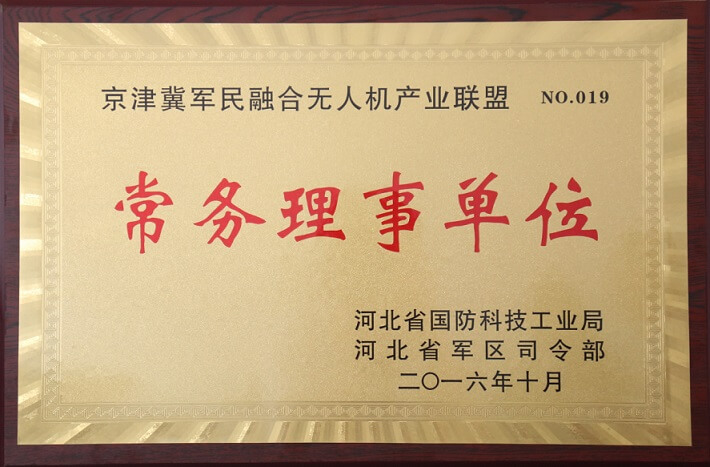 京津冀军民融合无人机产业联盟 NO.019
常务理事单位
河北省国防科技工业局
河北省军区司令部
二〇一六年十月